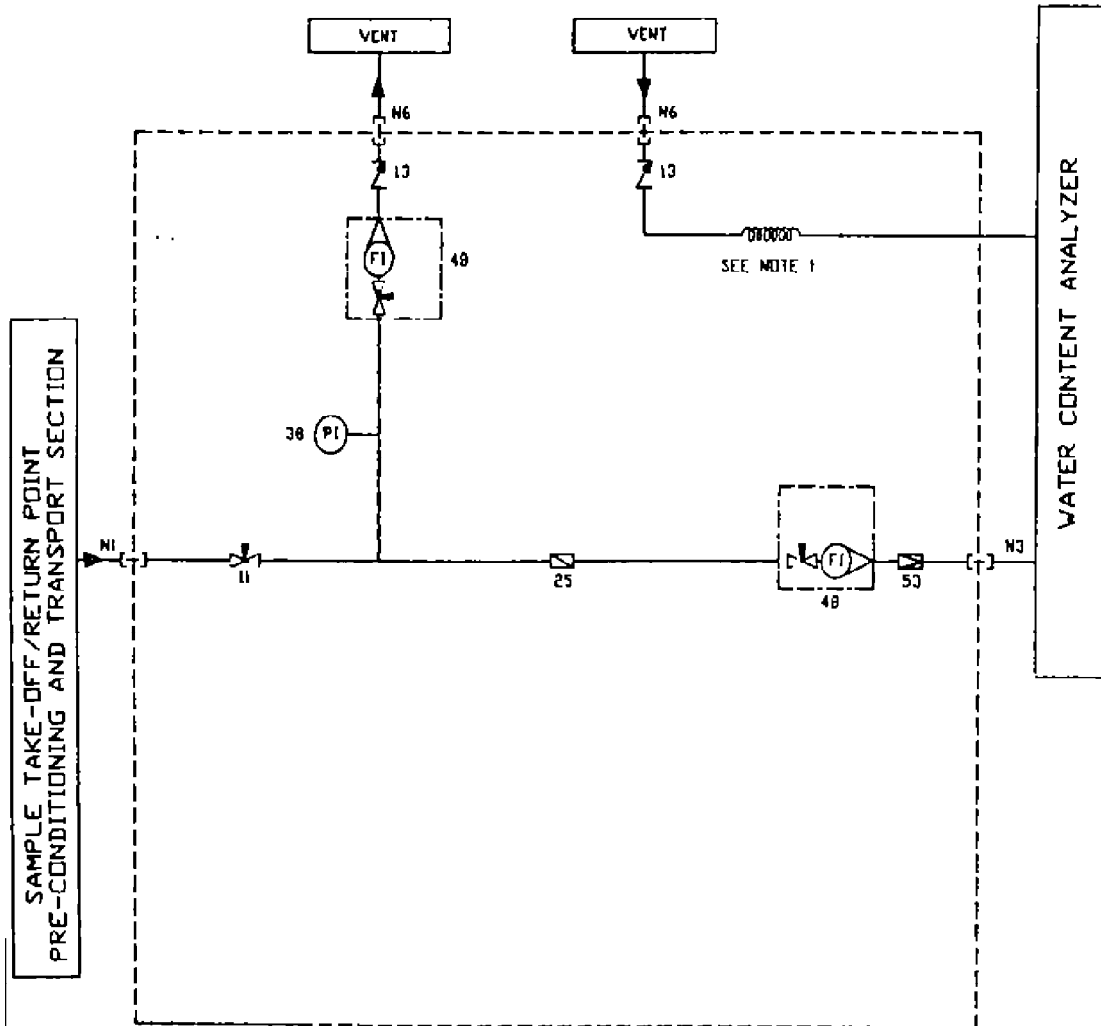 VENT
VENT
N6
N6
13
13
FI
49
SEE NOTE 1
38
PI
N1
11
25
FI
48
50
N3
SAMPLE TAKE-OFF/RETURN POINT
PRE-CONDITIONING AND TRANSPORT SECTION
WATER CONTENT ANALYZER